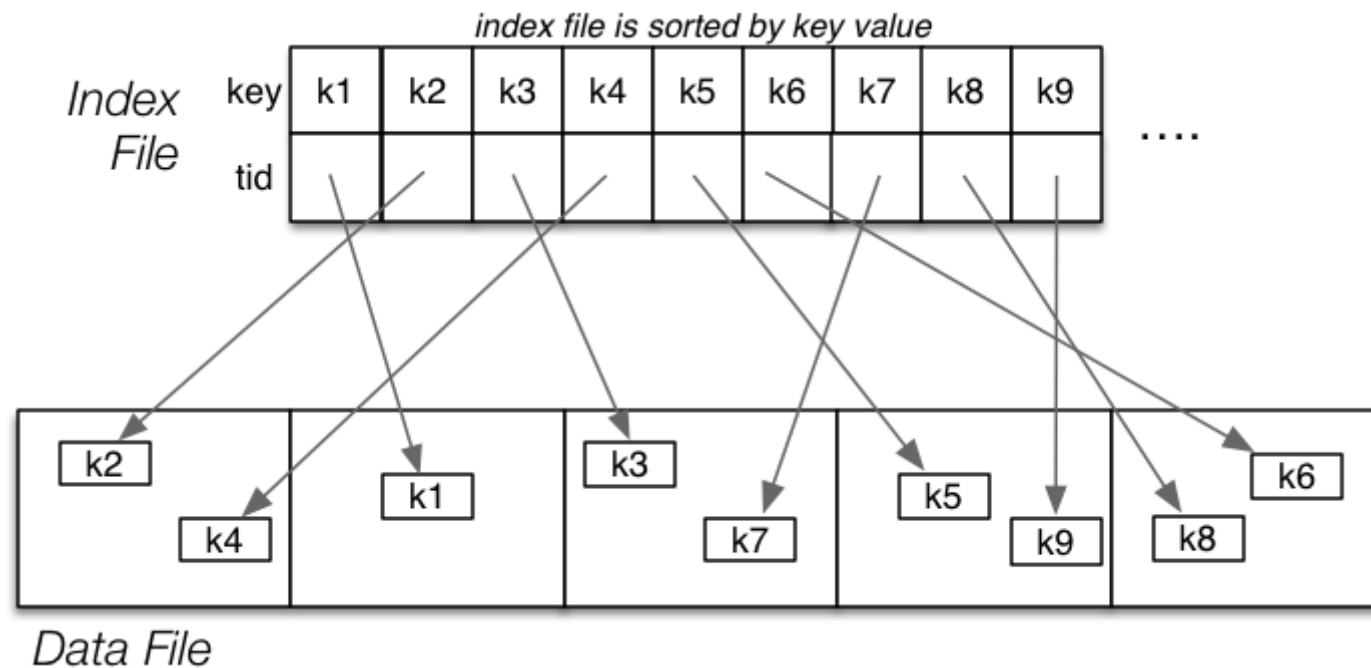 index file is sorted by key value
Index File
key k1 k2 k3 k4 k5 k6 k7 k8 k9
....
tid
k2 k4 k1 k3 k7 k5 k9 k8 k6
Data File